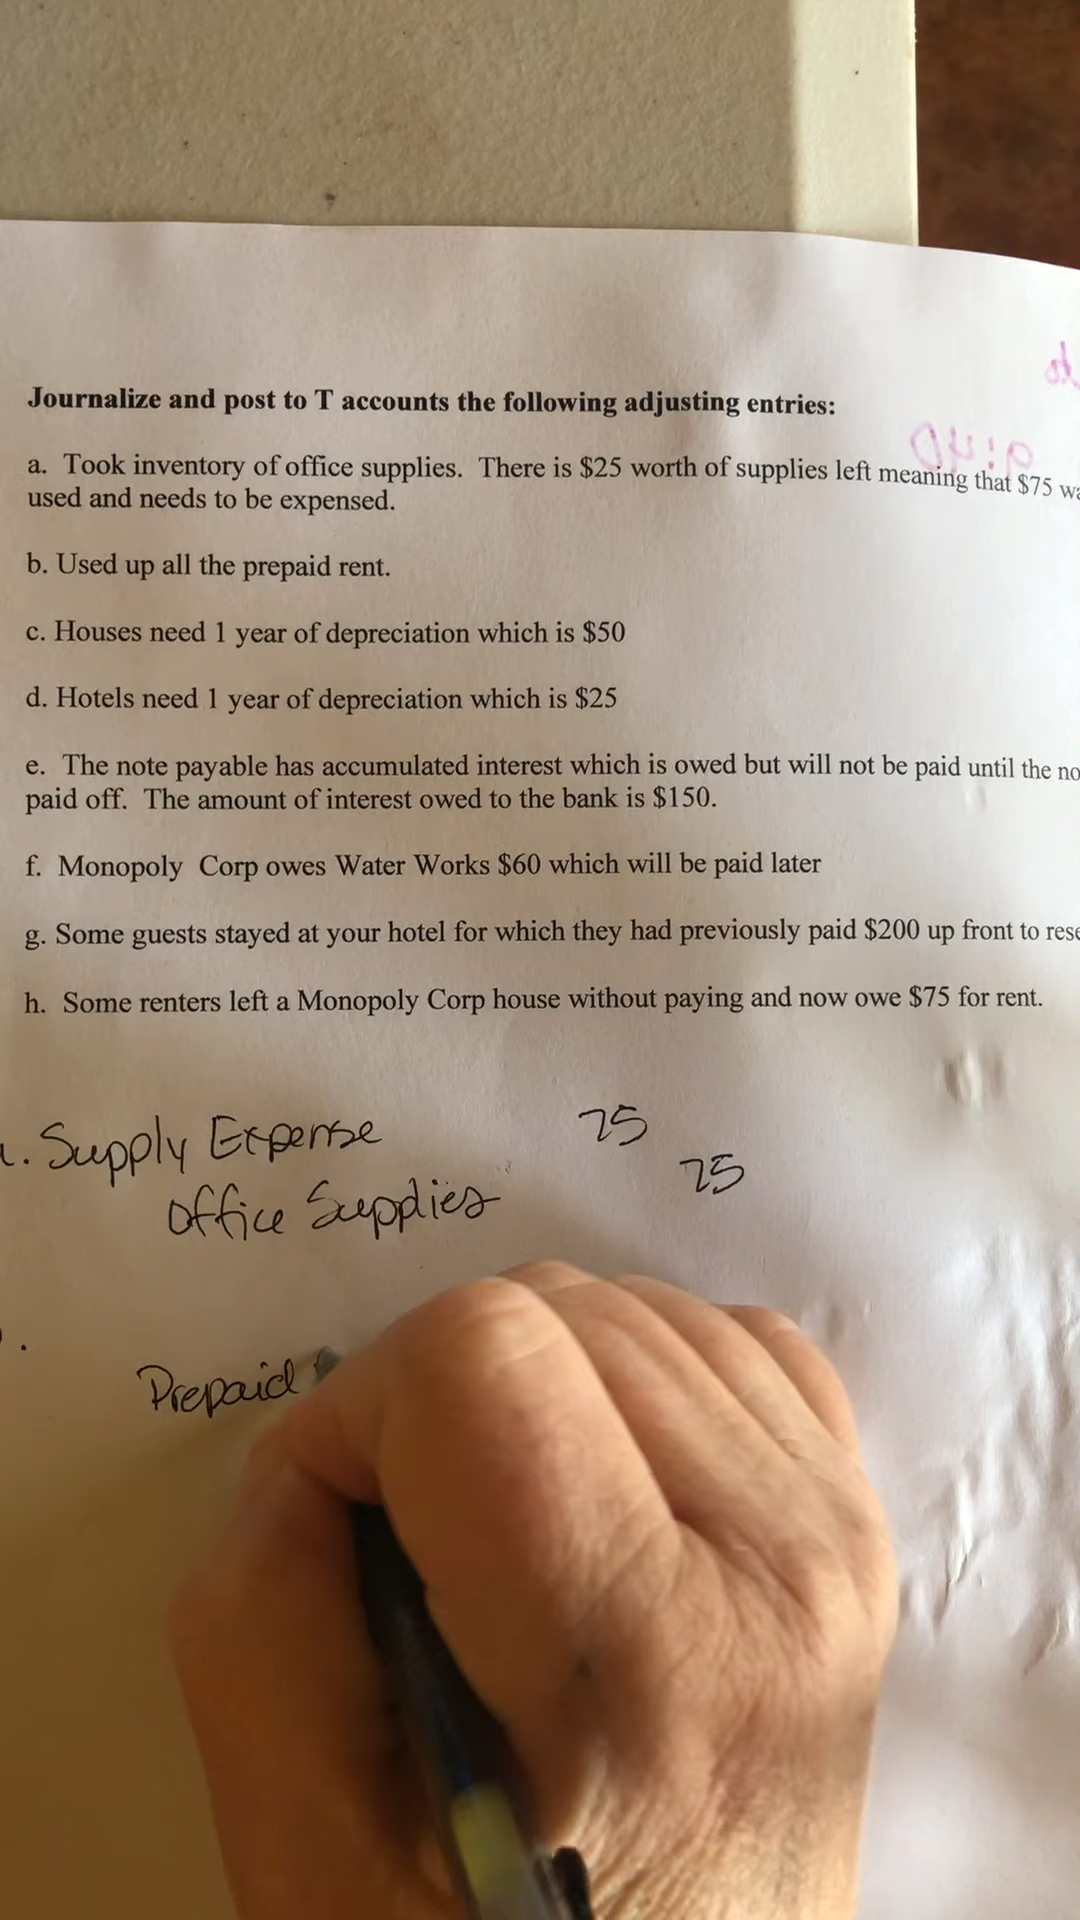 Journalize and post to T accounts the following adjusting entries:
a. Took inventory of office supplies. There is $25 worth of supplies left meaning that $75
used and needs to be expensed.
b. Used up all the prepaid rent.
c. Houses need 1 year of depreciation which is $50
d. Hotels need 1 year of depreciation which is $25
e. The note payable has accumulated interest which is owed but will not be paid until the
paid off. The amount of interest owed to the bank is $150.
f. Monopoly Corp owes Water Works $60 which will be paid later
g. Some guests stayed at your hotel for which they had previously paid $200 up front to
h. Some renters left a Monopoly Corp house without paying and now owe $75 for rent.
Supply Expense 75
Office Supplies 75
Prepaid